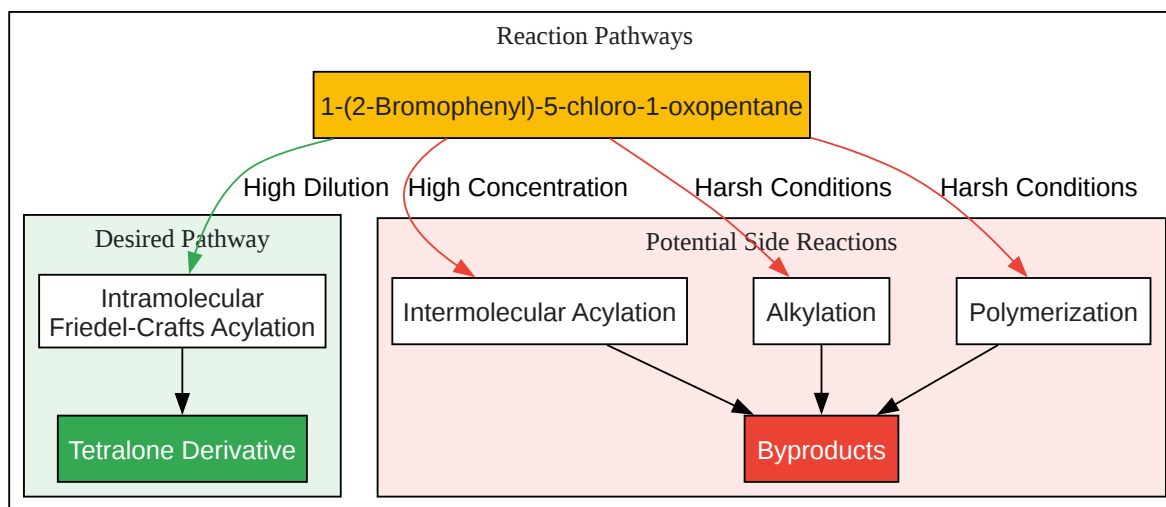 Reaction Pathways
1-(2-Bromophenyl)-5-chloro-1-oxopentane
High Dilution
High Concentration
Harsh Conditions
Harsh Conditions
Desired Pathway
Potential Side Reactions
Intramolecular
Friedel-Crafts Acylation
Intermolecular Acylation
Alkylation
Polymerization
Tetralone Derivative
Byproducts